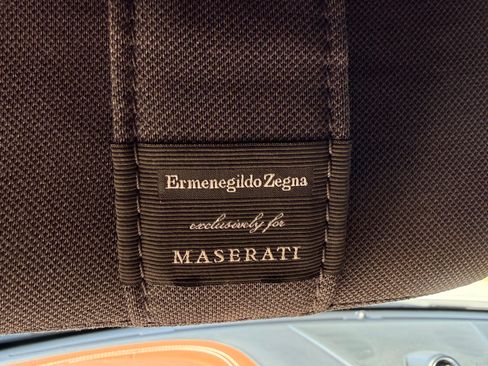 Ermenegildo Zegna
exclusively for
MASERATI